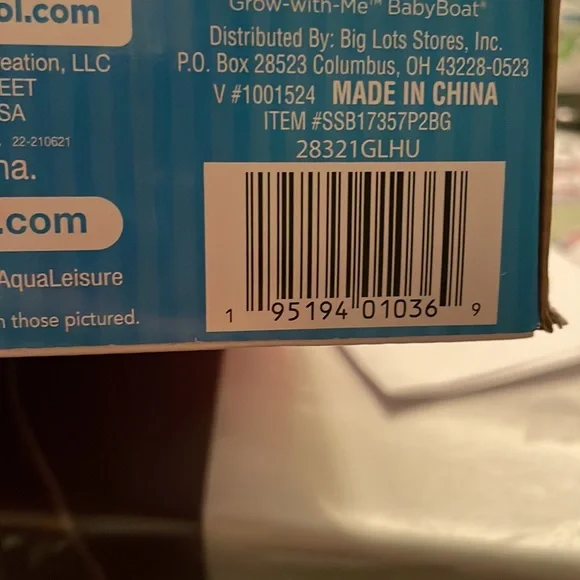 ol.com
eation, LLC
EET
SA
22-210621
na.
.com
AquaLeisure
n those pictured.
Grow-with-Me™ BabyBoat®
Distributed By: Big Lots Stores, Inc.
P.O. Box 28523 Columbus, OH 43228-0523
V #1001524 MADE IN CHINA
ITEM #SSB17357P2BG
28321GLHU
1 95194 01036 9